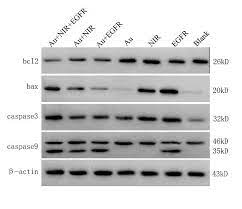 Au+NIR+EGFR
Au+NIR
Au+EGFR
Au
NIR
EGFR
Blank
bcl2 26kD
bax 20kD
caspase3 32kD
caspase9 46kD
35kD
β-actin 43kD